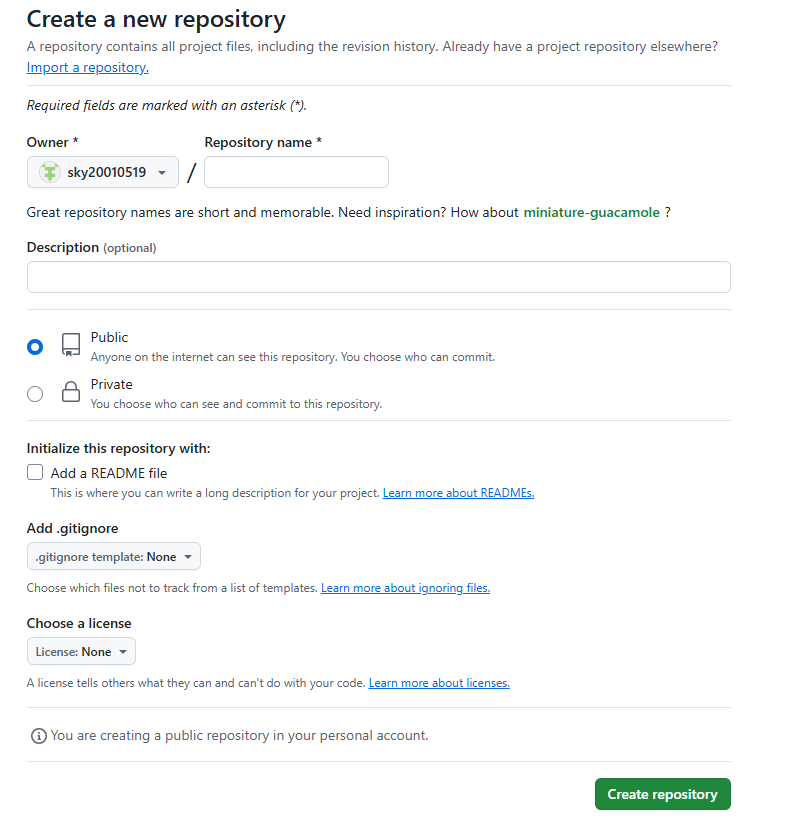 Create a new repository
A repository contains all project files, including the revision history. Already have a project repository elsewhere?
Import a repository.
Required fields are marked with an asterisk (*).
Owner * Repository name *
sky20010519 /
Great repository names are short and memorable. Need inspiration? How about miniature-guacamole ?
Description (optional)
Public
Anyone on the internet can see this repository. You choose who can commit.
Private
You choose who can see and commit to this repository.
Initialize this repository with:
Add a README file
This is where you can write a long description for your project. Learn more about READMEs.
Add .gitignore
.gitignore template: None
Choose which files not to track from a list of templates. Learn more about ignoring files.
Choose a license
License: None
A license tells others what they can and can't do with your code. Learn more about licenses.
You are creating a public repository in your personal account.
Create repository